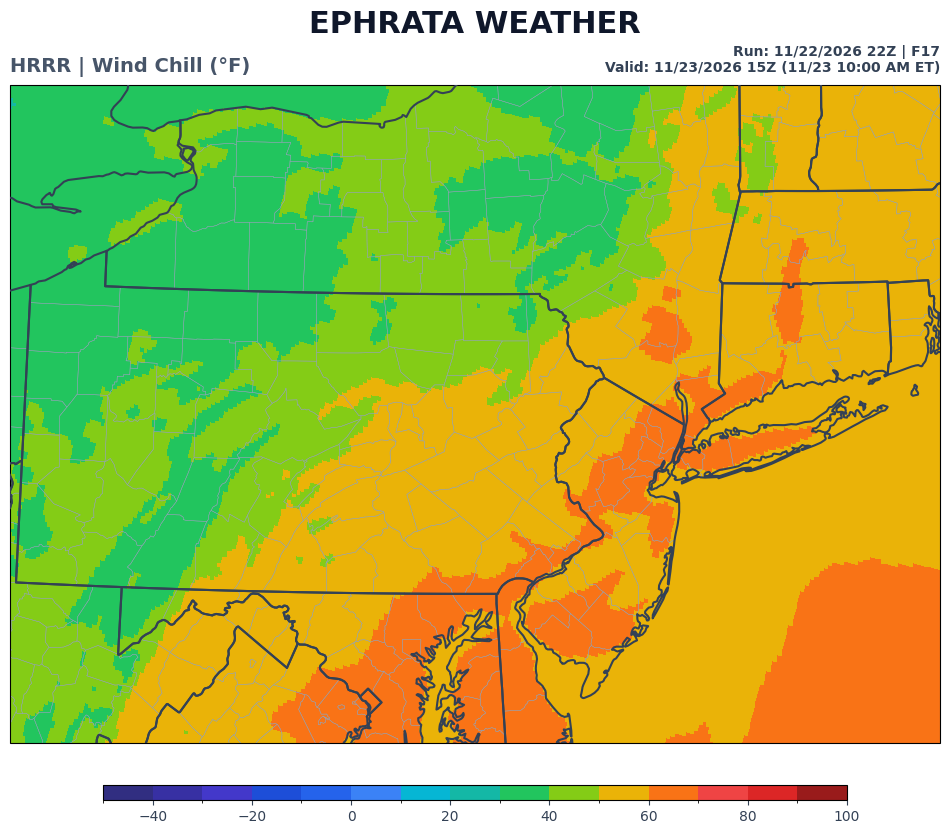 EPHRATA WEATHER
HRRR | Wind Chill (°F)
Run: 11/22/2026 22Z | F17
Valid: 11/23/2026 15Z (11/23 10:00 AM ET)
−40 −20 0 20 40 60 80 100